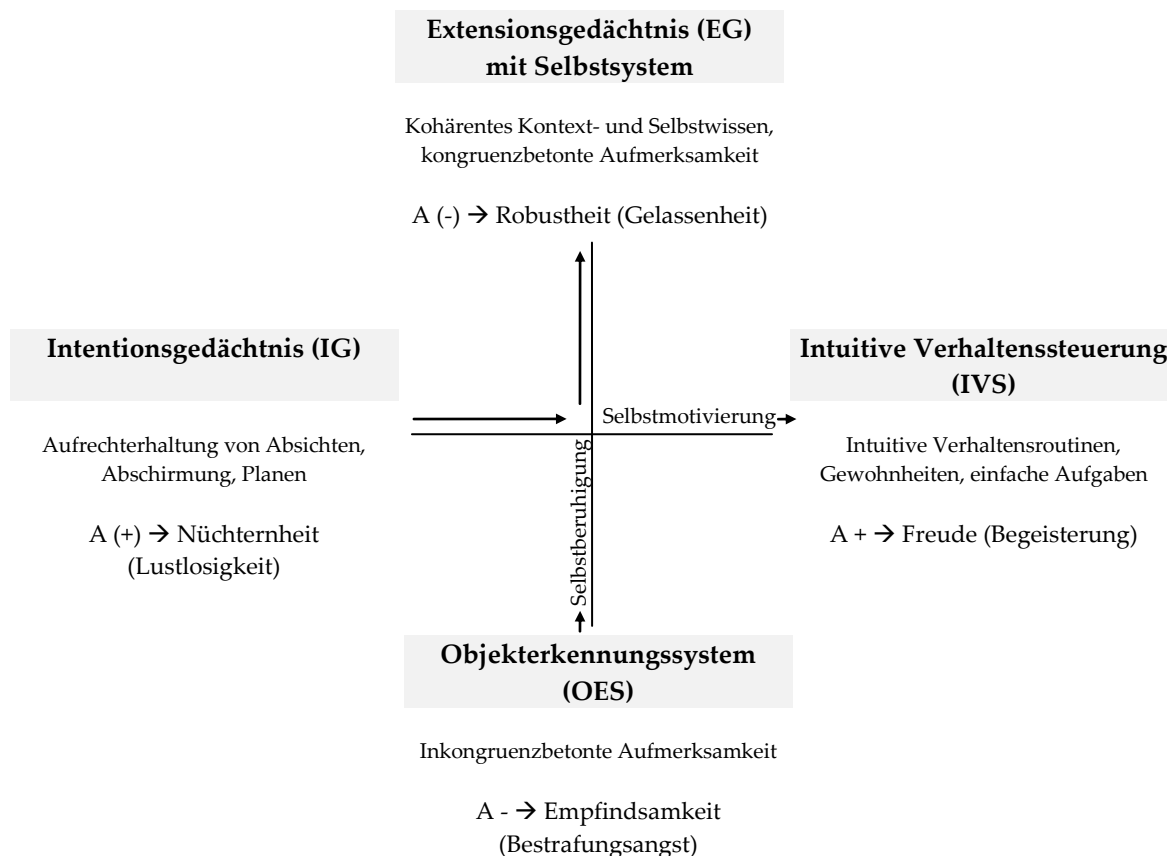 Extensionsgedächtnis (EG)
mit Selbstsystem
Kohärentes Kontext- und Selbstwissen,
kongruenzbetonte Aufmerksamkeit
A (-) → Robustheit (Gelassenheit)
Intentionsgedächtnis (IG)
Aufrechterhaltung von Absichten,
Abschirmung, Planen
A (+) → Nüchternheit
(Lustlosigkeit)
Selbstmotivierung
Selbstberuhigung
Intuitive Verhaltenssteuerung
(IVS)
Intuitive Verhaltensroutinen,
Gewohnheiten, einfache Aufgaben
A + → Freude (Begeisterung)
Objekterkennungssystem
(OES)
Inkongruenzbetonte Aufmerksamkeit
A - → Empfindsamkeit
(Bestrafungsangst)